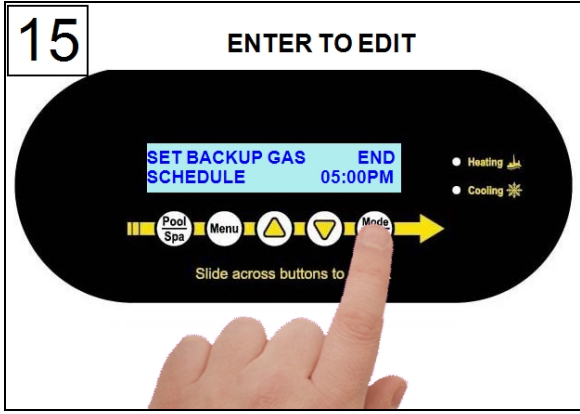 15
ENTER TO EDIT
SET BACKUP GAS END
SCHEDULE 05:00PM
Heating
Cooling
Pool
Spa
Menu
Mode
Slide across buttons to